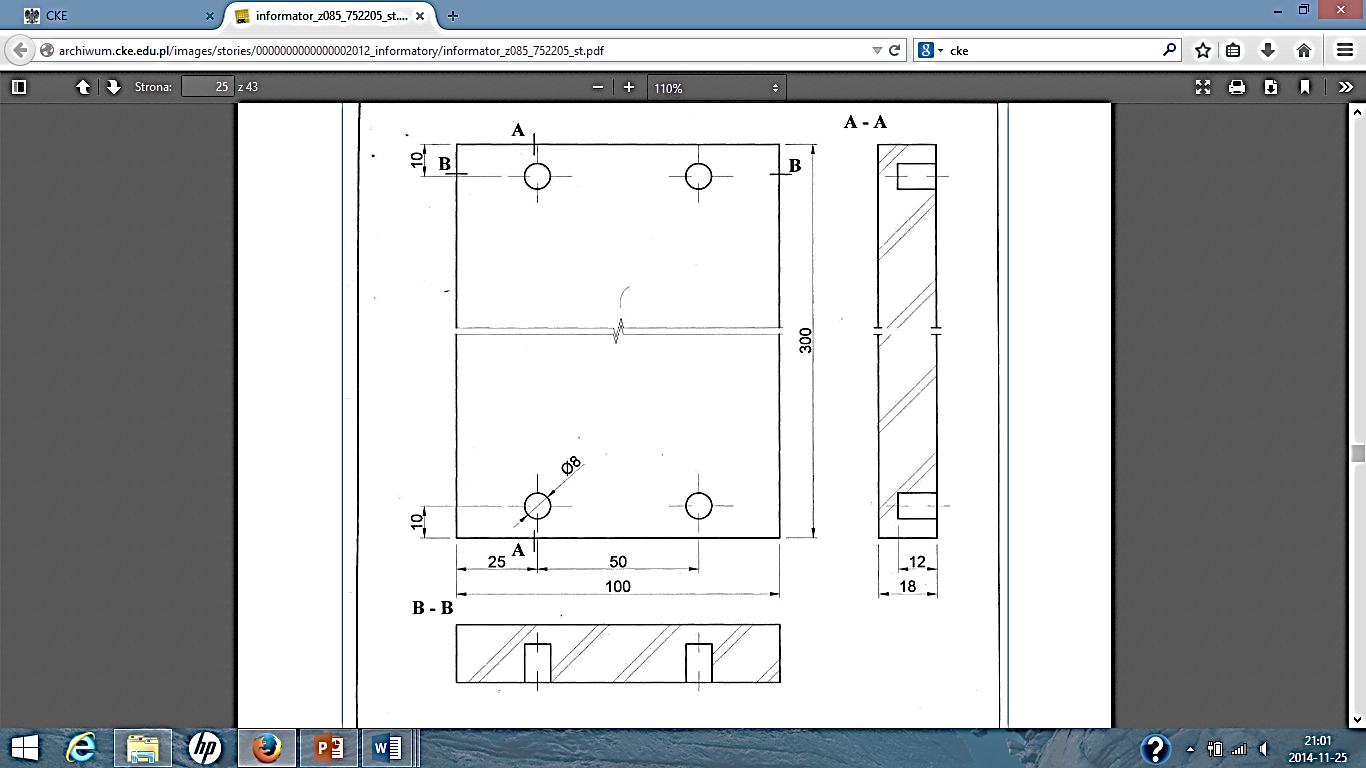 CKE
informator_z085_752205_st....
archiwum.cke.edu.pl/images/stories/0000000000000002012_informatory/informator_z085_752205_st.pdf
cke
Strona: 25 z 43
110%
A
A - A
10
B
B
300
Ø8
10
A
25
50
12
100
18
B - B
21:01
2014-11-25